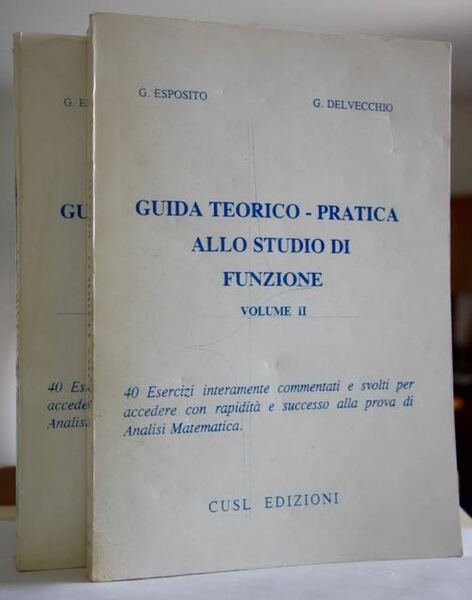 G. ESPOSITO
G. DELVECCHIO
GUIDA TEORICO - PRATICA
ALLO STUDIO DI
FUNZIONE
VOLUME II
40 Esercizi interamente commentati e svolti per
accedere con rapidità e successo alla prova di
Analisi Matematica.
CUSL EDIZIONI
G.
40